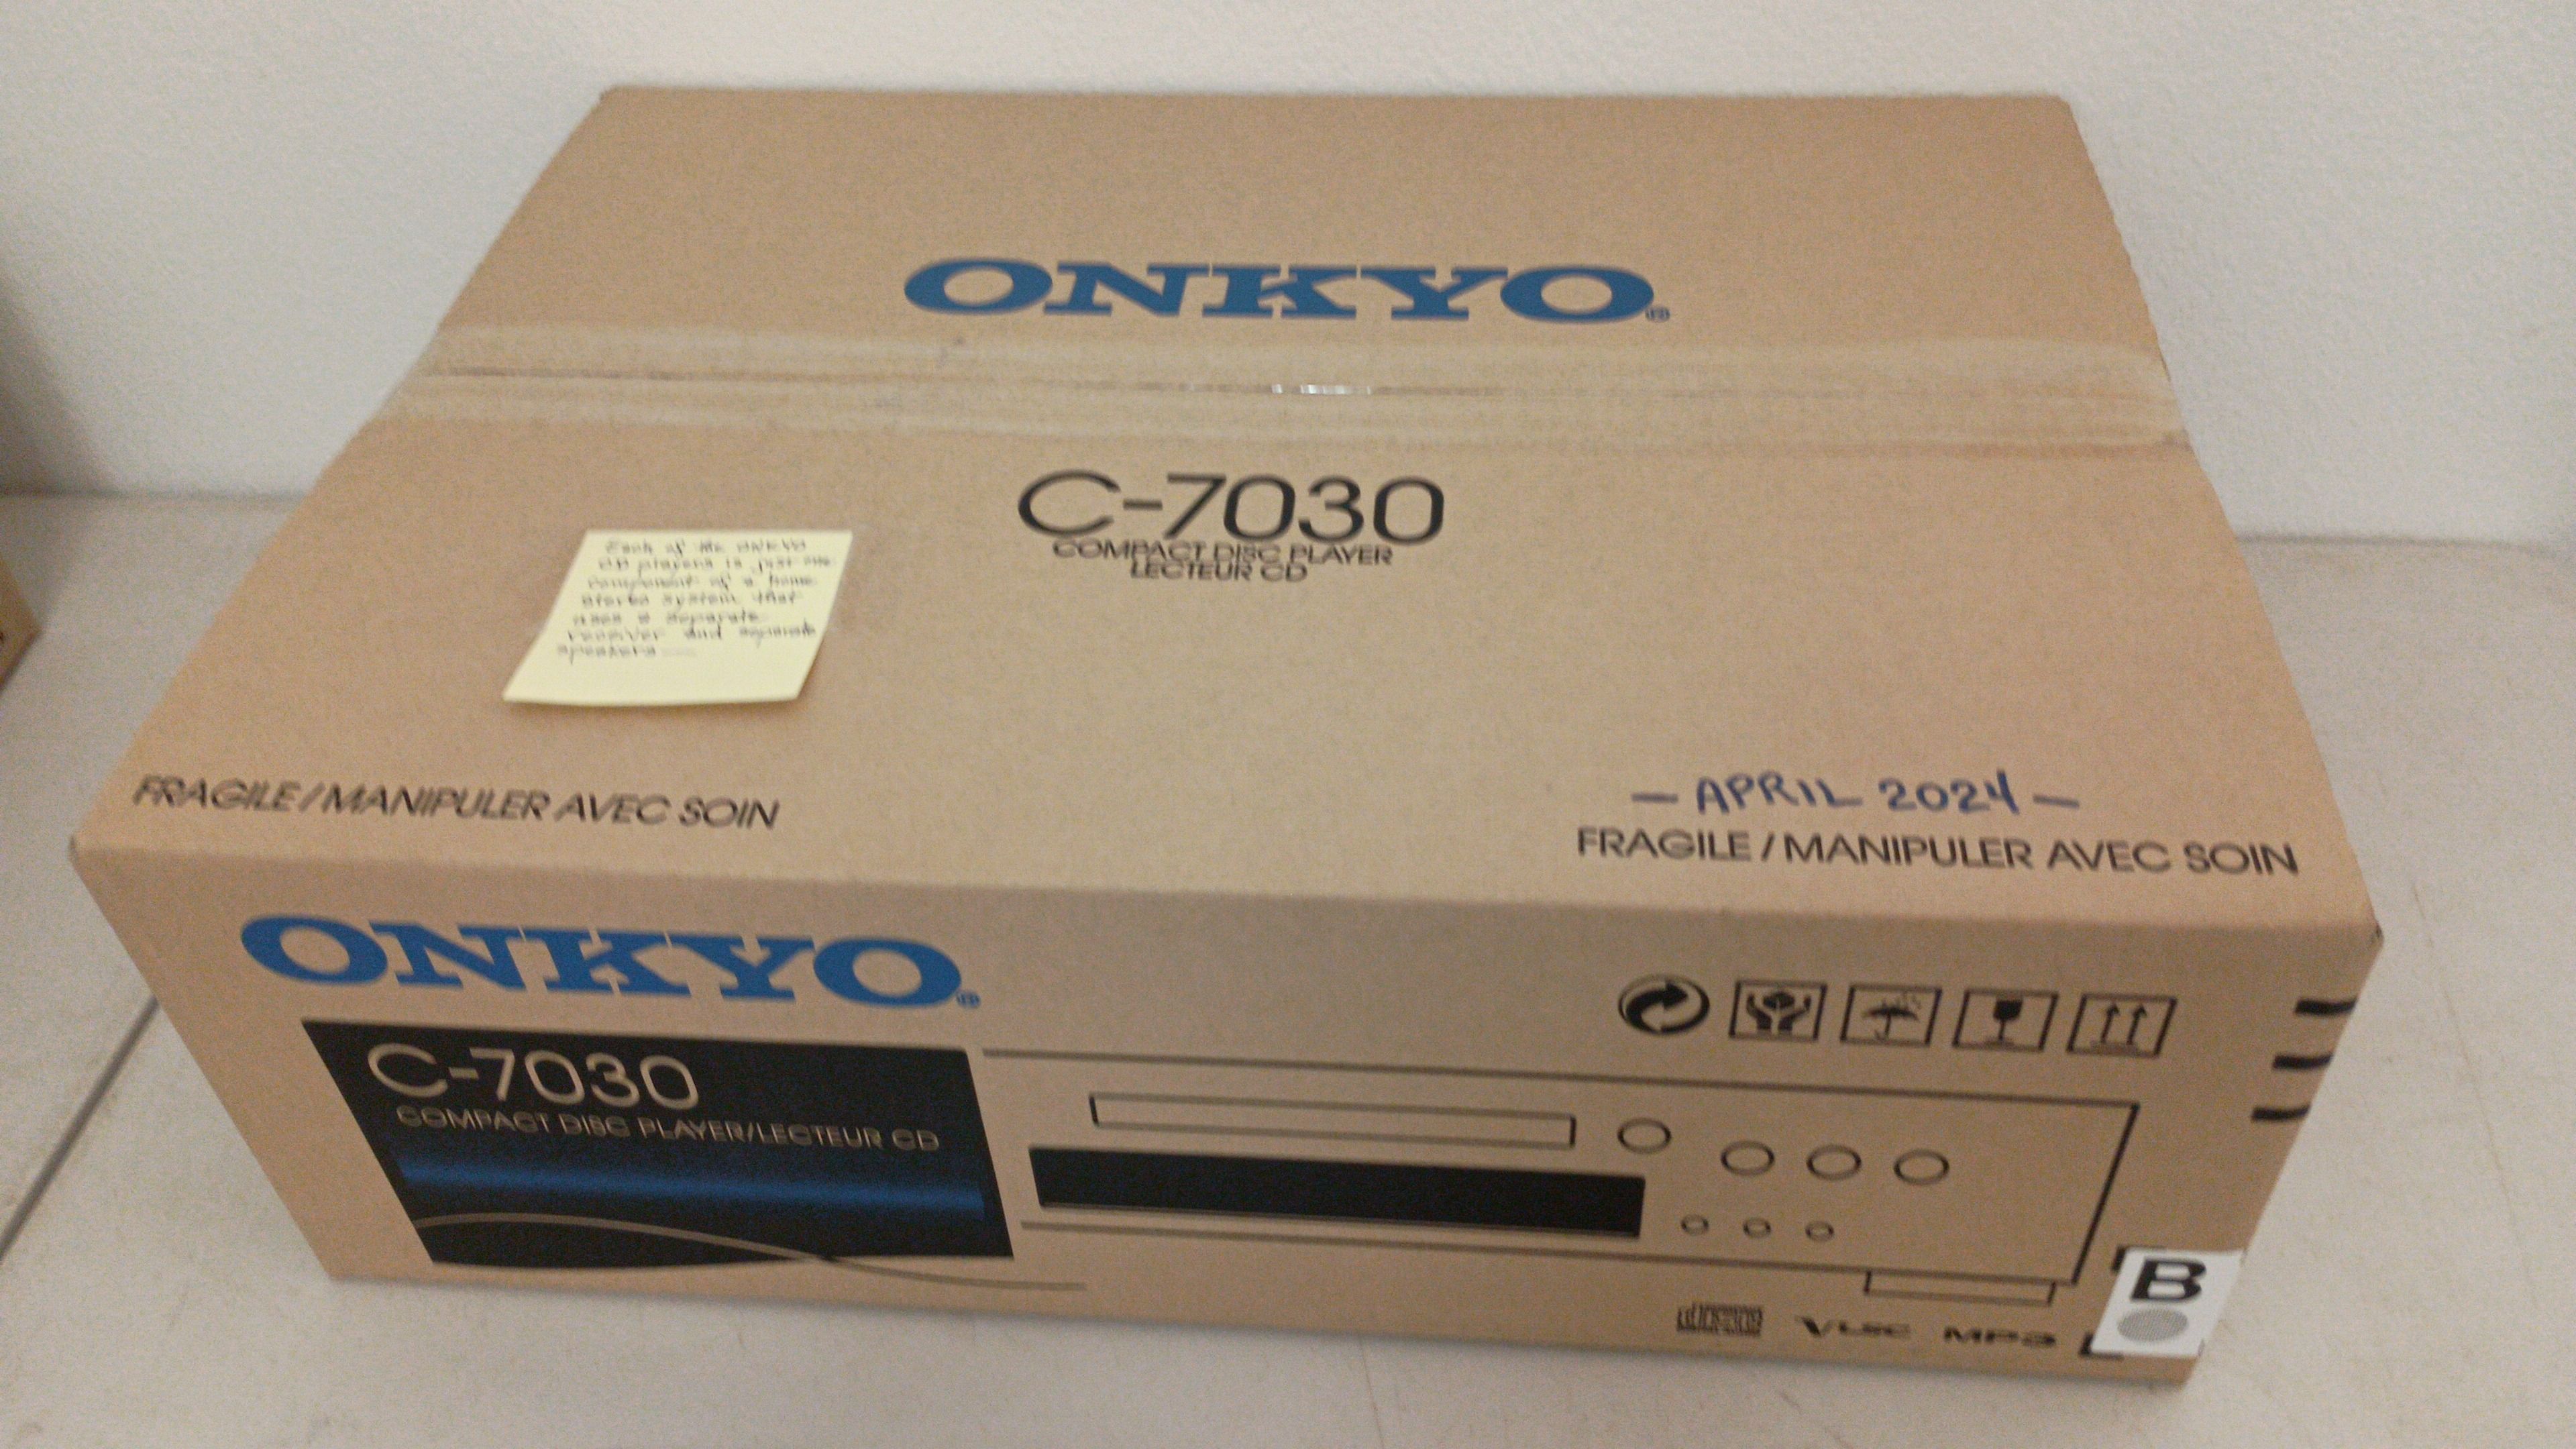 ONKYO®
C-7030
COMPACT DISC PLAYER
LECTEUR CD
Each of the ONKYO
CD players is just one
component of a home
stereo system that
uses a separate
receiver and separate
speakers —
— APRIL 2024 —
FRAGILE / MANIPULER AVEC SOIN
FRAGILE / MANIPULER AVEC SOIN
ONKYO®
C-7030
COMPACT DISC PLAYER/LECTEUR CD
VLSC
MP3
B